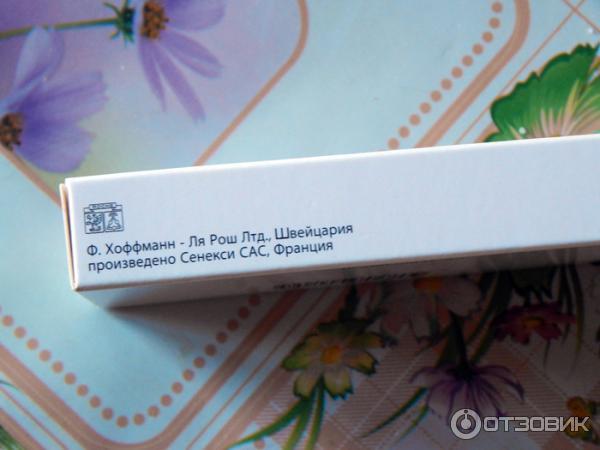 Ф. Хоффманн - Ля Рош Лтд., Швейцария
произведено Сенекси САС, Франция
ОТЗОВИК